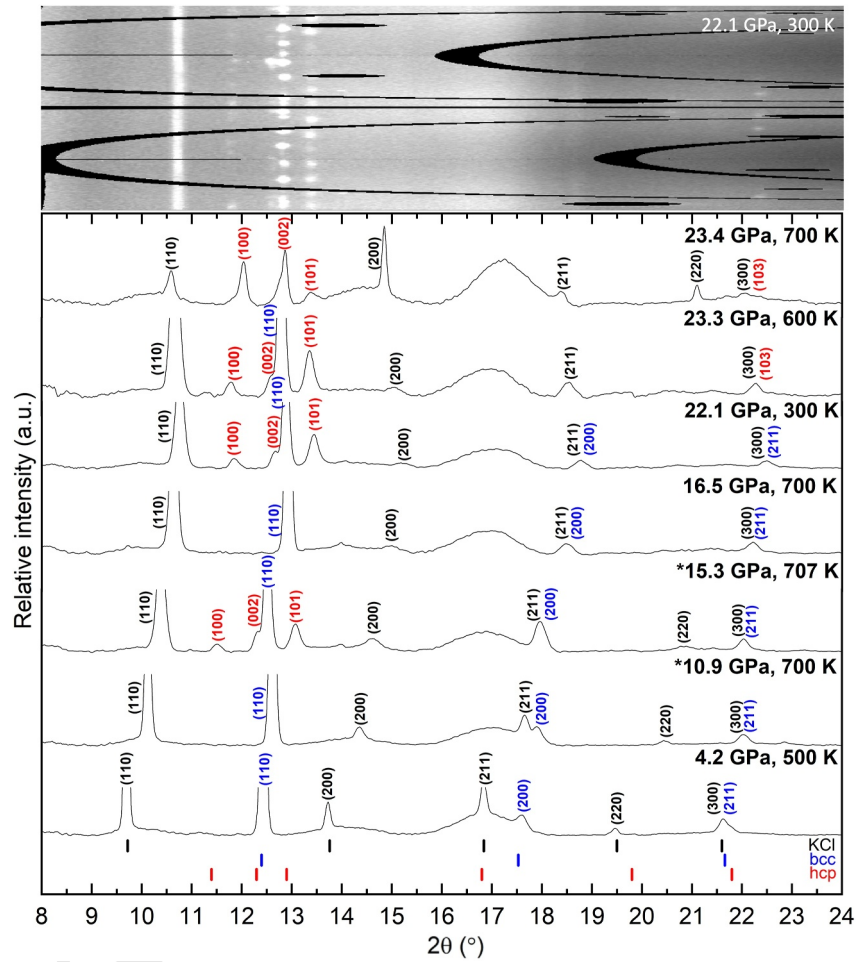 22.1 GPa, 300 K
23.4 GPa, 700 K
(110) (100) (002) (101) (200) (211) (220) (300) (103)
23.3 GPa, 600 K
(110) (100) (002) (110) (101) (200) (211) (300) (103)
22.1 GPa, 300 K
(110) (100) (002) (110) (101) (200) (211) (200) (300) (211)
16.5 GPa, 700 K
(110) (110) (200) (211) (200) (300) (211)
*15.3 GPa, 707 K
(110) (100) (002) (110) (101) (200) (211) (200) (220) (300) (211)
*10.9 GPa, 700 K
(110) (110) (200) (211) (200) (220) (300) (211)
4.2 GPa, 500 K
(110) (110) (200) (211) (200) (220) (300) (211)
KCl
bcc
hcp
8 9 10 11 12 13 14 15 16 17 18 19 20 21 22 23 24
2θ (°)
Relative intensity (a.u.)